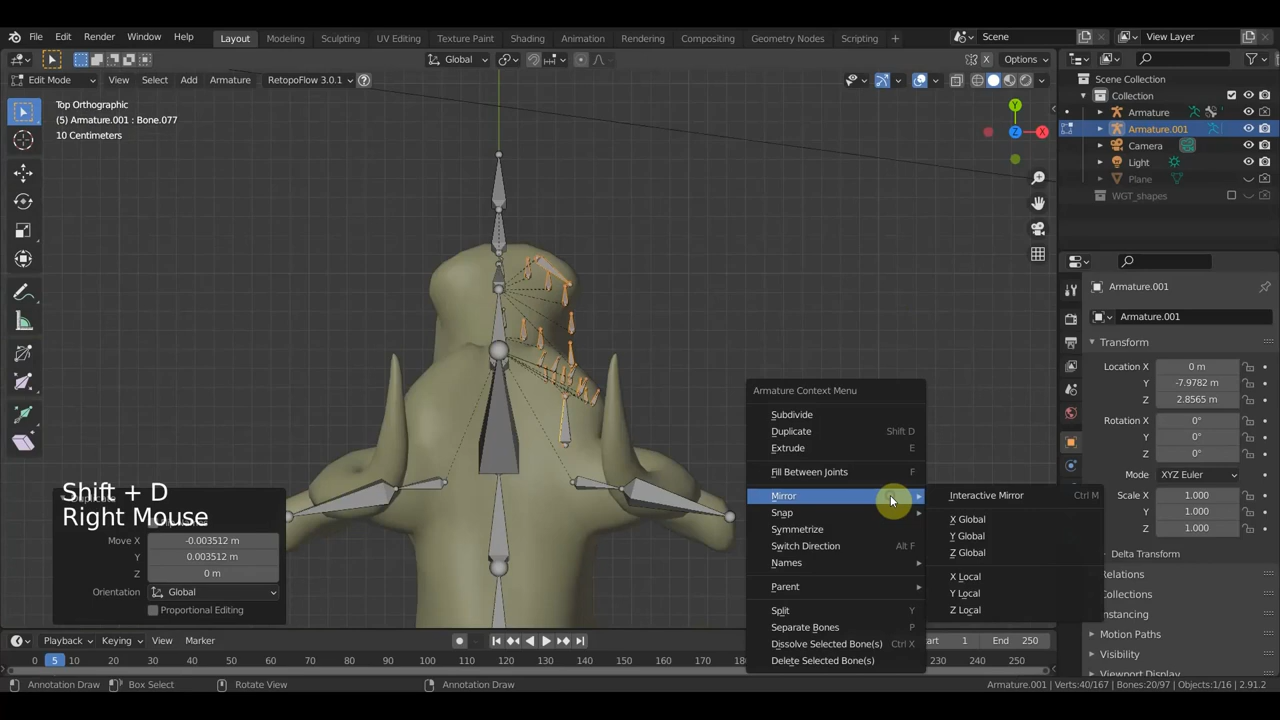 File Edit Render Window Help Layout Modeling Sculpting UV Editing Texture Paint Shading Animation Rendering Compositing Geometry Nodes Scripting + Scene View Layer
Global X Options
Edit Mode View Select Add Armature RetopoFlow 3.0.1
Top Orthographic
(5) Armature.001 : Bone.077
10 Centimeters
Y
Z
X
Scene Collection
Collection
Armature
Armature.001
Camera
Light
Plane
WGT_shapes
Armature.001
Armature.001
Transform
Location X 0 m
Y -7.9782 m
Z 2.8565 m
Rotation X 0°
Y 0°
Z 0°
Mode XYZ Euler
Scale X 1.000
Y 1.000
Z 1.000
Delta Transform
Relations
Collections
Instancing
Motion Paths
Visibility
Viewport Display
Armature Context Menu
Subdivide
Duplicate Shift D
Extrude E
Fill Between Joints F
Mirror
Snap
Symmetrize
Switch Direction Alt F
Names
Parent
Split Y
Separate Bones P
Dissolve Selected Bone(s) Ctrl X
Delete Selected Bone(s)
Interactive Mirror Ctrl M
X Global
Y Global
Z Global
X Local
Y Local
Z Local
Shift + D
Right Mouse
Move X -0.003512 m
Y 0.003512 m
Z 0 m
Orientation Global
Proportional Editing
Playback Keying View Marker Start 1 End 250
0 5 10 20 30 40 50 60 70 80 90 100 110 120 130 140 150 160 170 180 230 240 250
Annotation Draw Box Select Rotate View Annotation Draw Armature.001 | Verts:40/167 | Bones:20/97 | Objects:1/16 | 2.91.2